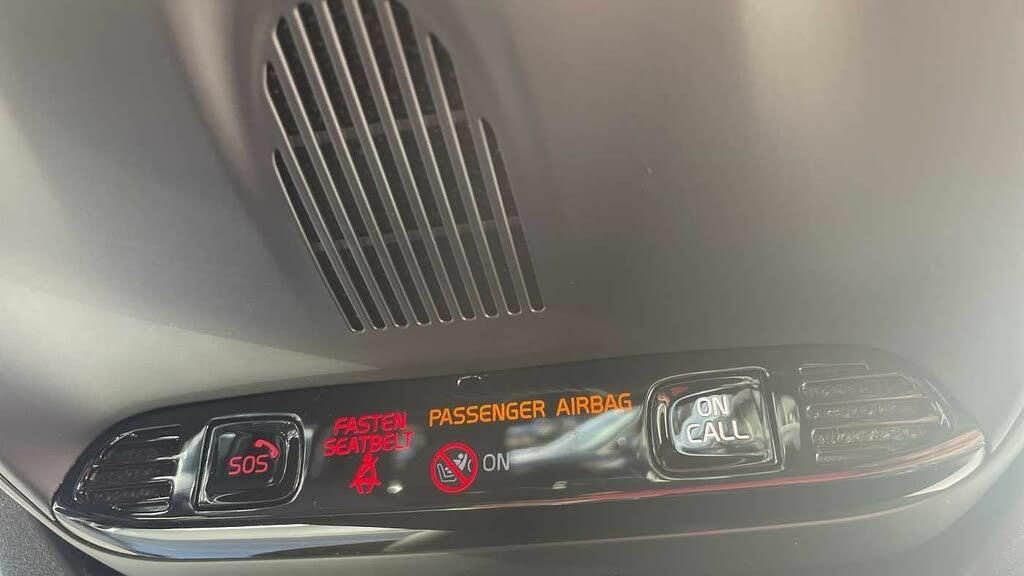 SOS
FASTEN
SEATBELT
PASSENGER AIRBAG
ON
ON
CALL